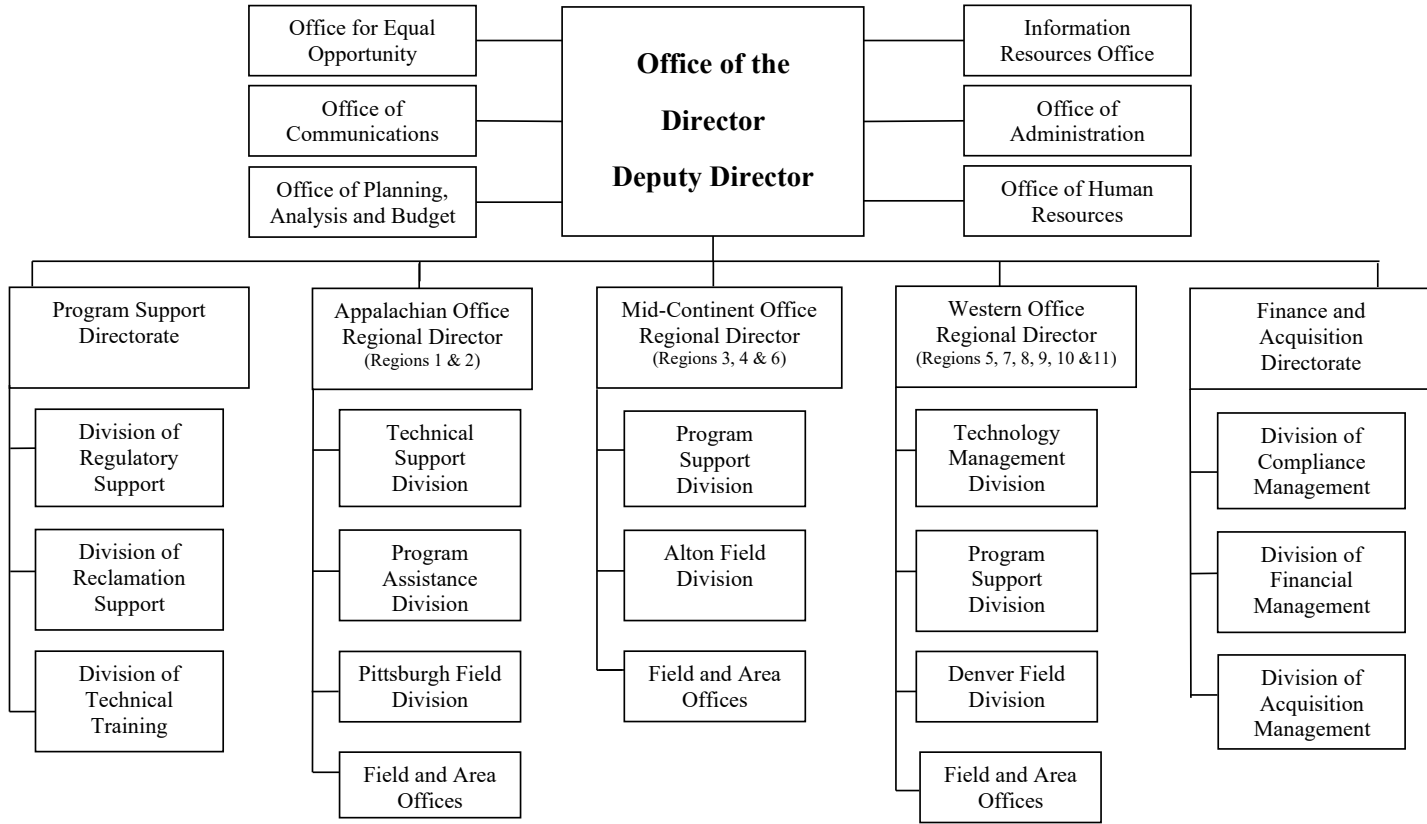 Office for Equal
Opportunity
Office of
Communications
Office of Planning,
Analysis and Budget
Office of the
Director
Deputy Director
Information
Resources Office
Office of
Administration
Office of Human
Resources
Program Support
Directorate
Division of
Regulatory
Support
Division of
Reclamation
Support
Division of
Technical
Training
Appalachian Office
Regional Director
(Regions 1 & 2)
Technical
Support
Division
Program
Assistance
Division
Pittsburgh Field
Division
Field and Area
Offices
Mid-Continent Office
Regional Director
(Regions 3, 4 & 6)
Program
Support
Division
Alton Field
Division
Field and Area
Offices
Western Office
Regional Director
(Regions 5, 7, 8, 9, 10 &11)
Technology
Management
Division
Program
Support
Division
Denver Field
Division
Field and Area
Offices
Finance and
Acquisition
Directorate
Division of
Compliance
Management
Division of
Financial
Management
Division of
Acquisition
Management